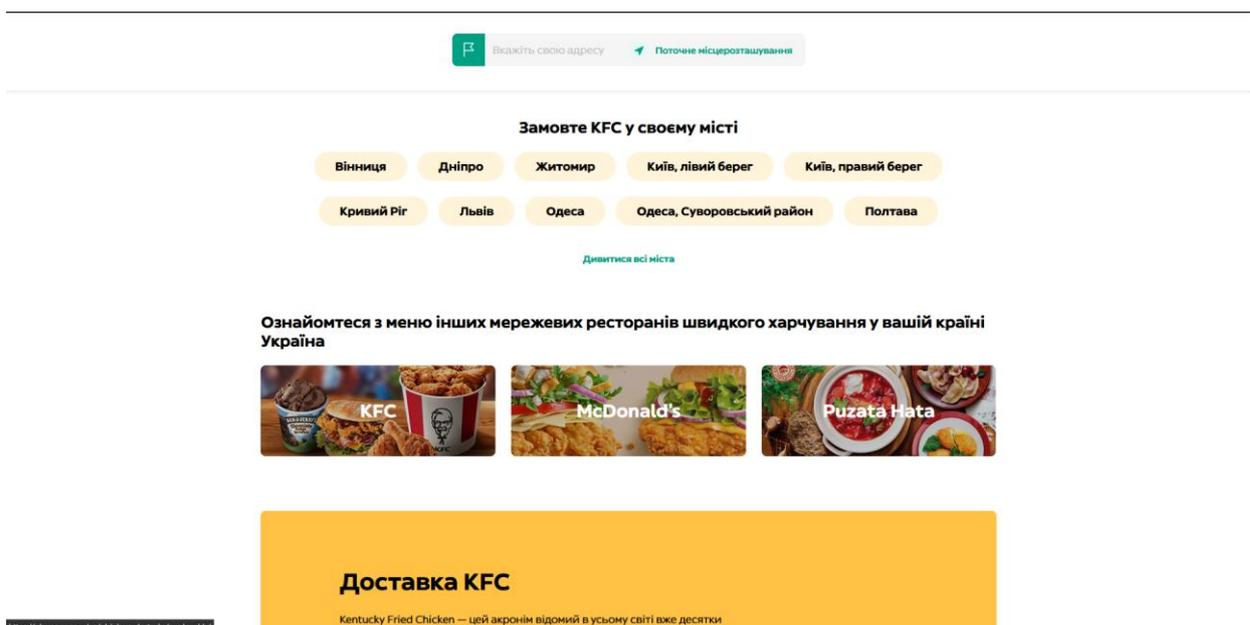 Вкажіть свою адресу
Поточне місцерозташування
Замовте KFC у своєму місті
Вінниця
Дніпро
Житомир
Київ, лівий берег
Київ, правий берег
Кривий Ріг
Львів
Одеса
Одеса, Суворовський район
Полтава
Дивитися всі міста
Ознайомтеся з меню інших мережевих ресторанів швидкого харчування у вашій країні
Україна
KFC
McDonald's
Puzata Hata
KFC
Доставка KFC
Kentucky Fried Chicken — цей акронім відомий в усьому світі вже десятки